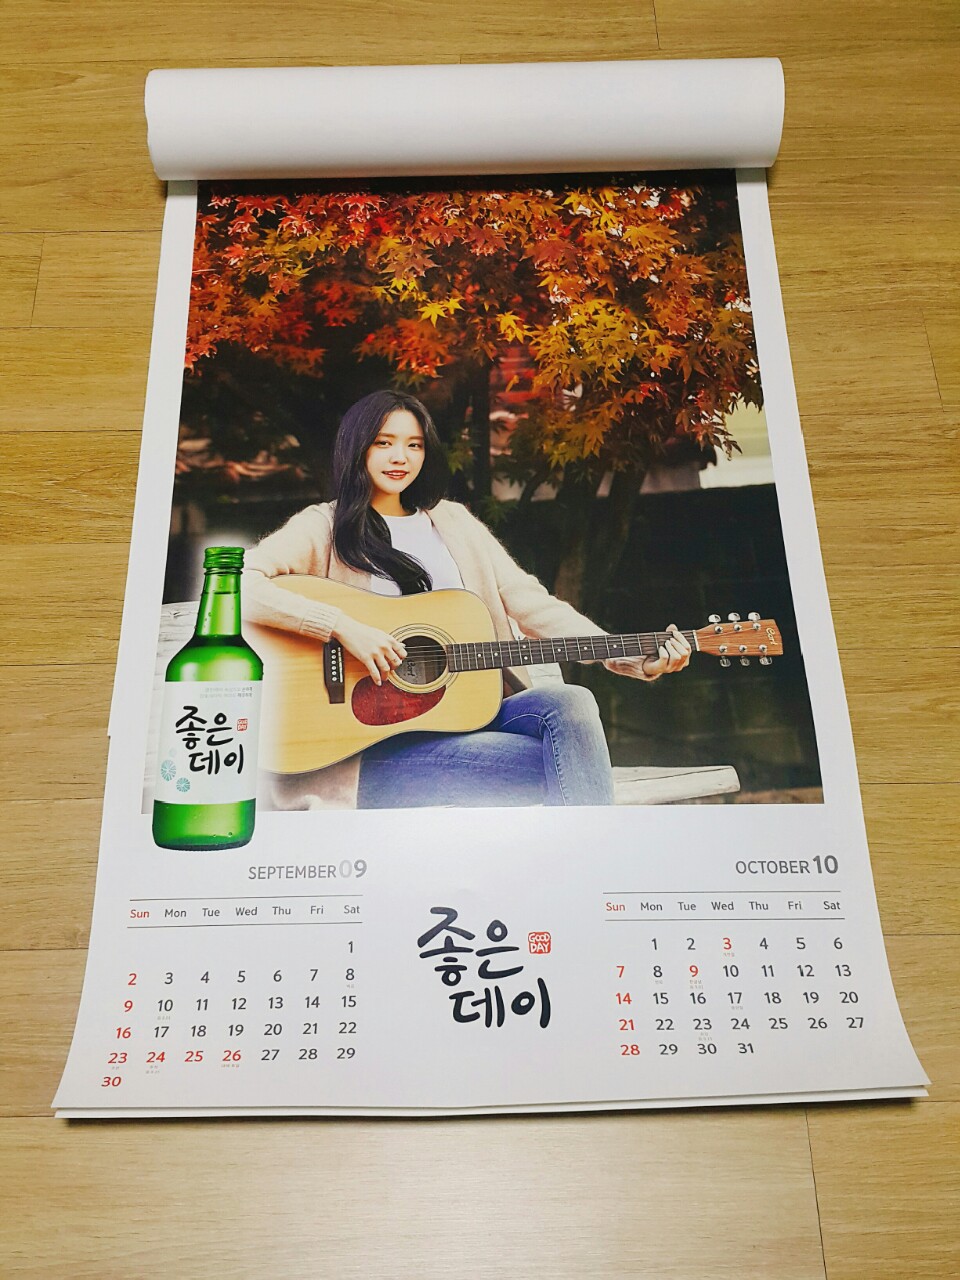 좋은
GOOD
DAY
데이
Cort
SEPTEMBER 09
Sun Mon Tue Wed Thu Fri Sat
1
2 3 4 5 6 7 8
9 10 11 12 13 14 15
16 17 18 19 20 21 22
23 24 25 26 27 28 29
30
좋은
GOOD
DAY
데이
OCTOBER 10
Sun Mon Tue Wed Thu Fri Sat
1 2 3 4 5 6
7 8 9 10 11 12 13
14 15 16 17 18 19 20
21 22 23 24 25 26 27
28 29 30 31